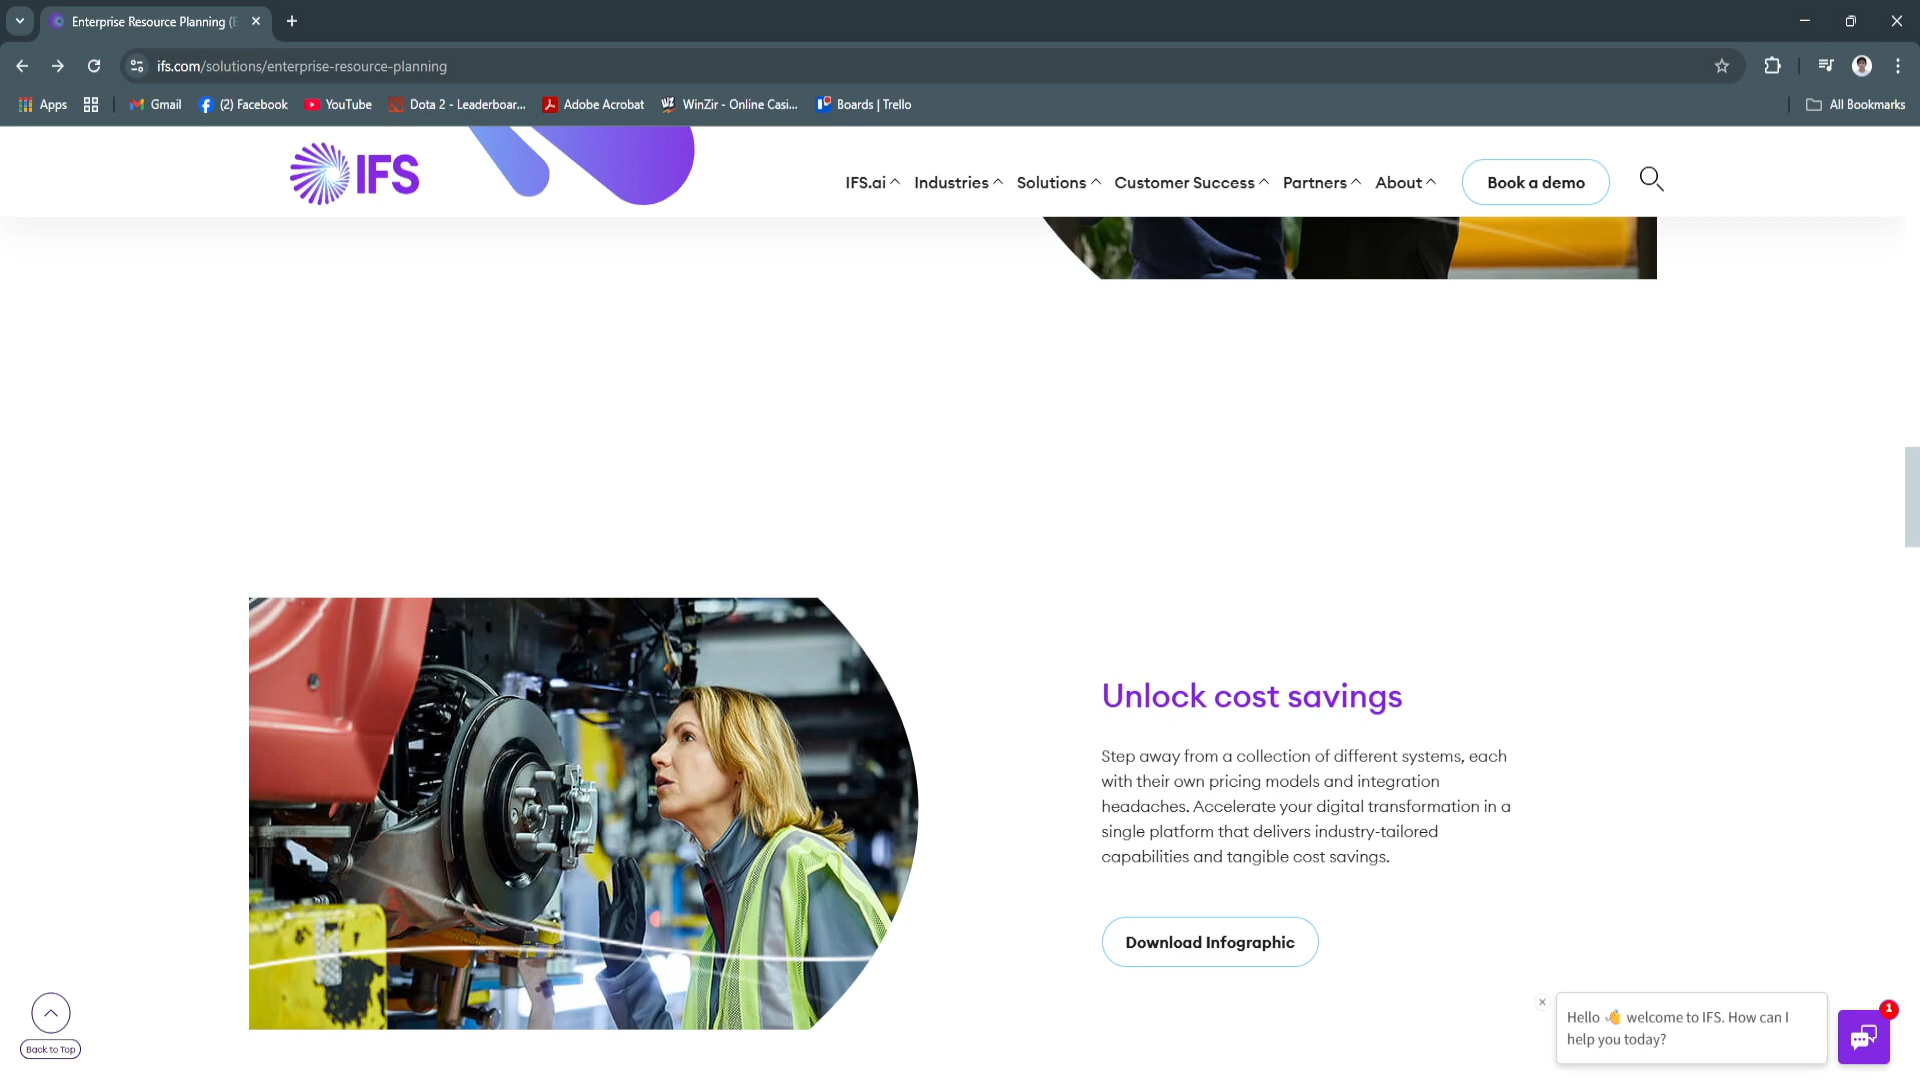 Enterprise Resource Planning (E
ifs.com/solutions/enterprise-resource-planning
Apps
Gmail
(2) Facebook
YouTube
Dota 2 - Leaderboar...
Adobe Acrobat
WinZir - Online Casi...
Boards | Trello
All Bookmarks
IFS
IFS.ai
Industries
Solutions
Customer Success
Partners
About
Book a demo
Unlock cost savings
Step away from a collection of different systems, each
with their own pricing models and integration
headaches. Accelerate your digital transformation in a
single platform that delivers industry-tailored
capabilities and tangible cost savings.
Download Infographic
Back to Top
Hello 👋 welcome to IFS. How can I
help you today?
1